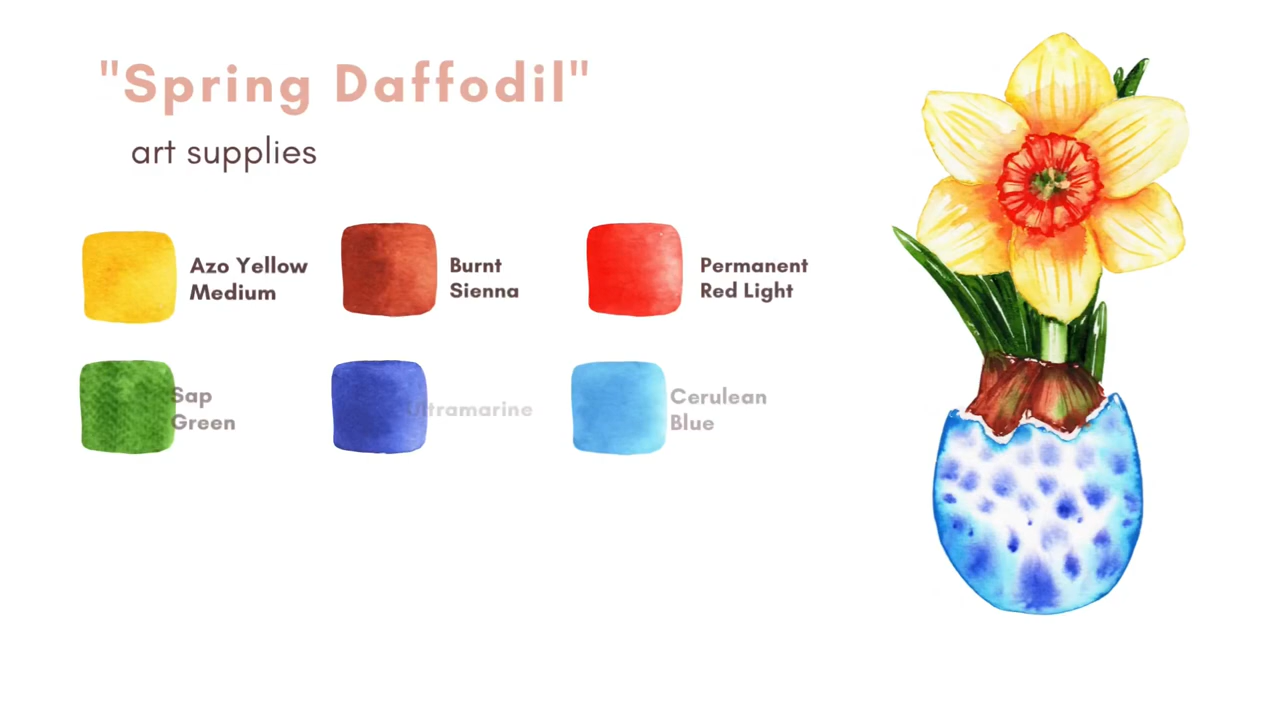 "Spring Daffodil"
art supplies
Azo Yellow
Medium
Burnt
Sienna
Permanent
Red Light
Sap
Green
Ultramarine
Cerulean
Blue